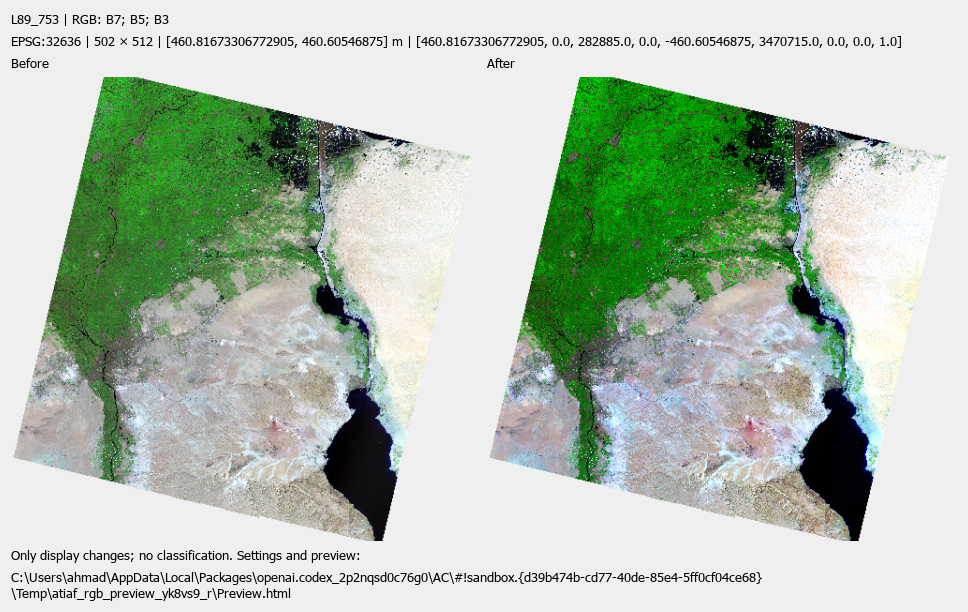 L89_753 | RGB: B7; B5; B3
EPSG:32636 | 502 × 512 | [460.81673306772905, 460.60546875] m | [460.81673306772905, 0.0, 282885.0, 0.0, -460.60546875, 3470715.0, 0.0, 0.0, 1.0]
Before After
Only display changes; no classification. Settings and preview:
C:\Users\ahmad\AppData\Local\Packages\openai.codex_2p2nqsd0c76g0\AC\#!sandbox.{d39b474b-cd77-40de-85e4-5ff0cf04ce68}
\Temp\atiaf_rgb_preview_yk8vs9_r\Preview.html